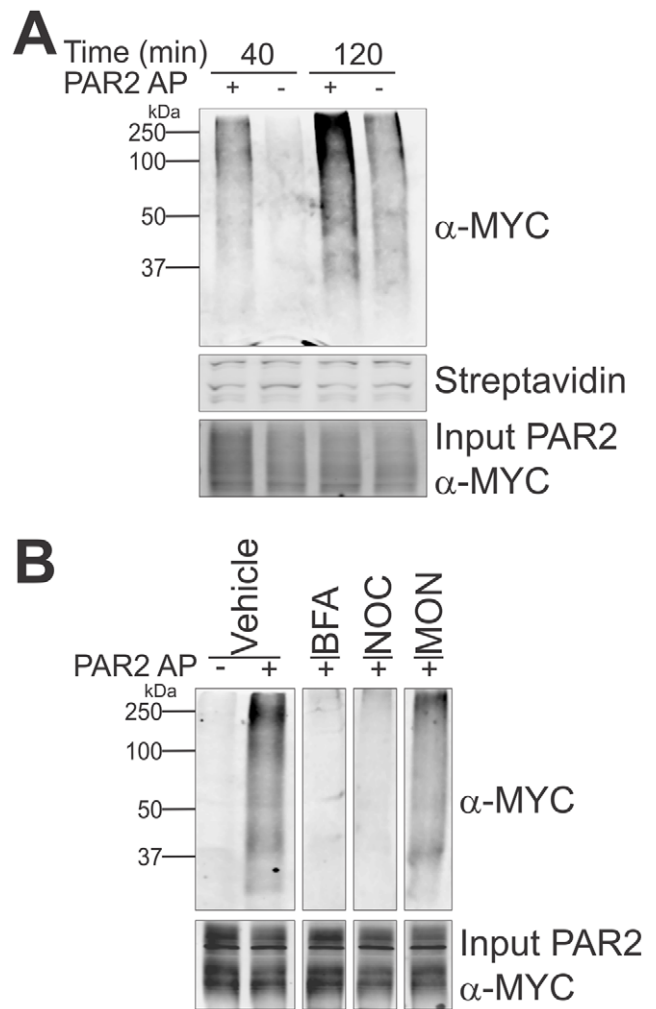 A
Time (min) 40 120
PAR2 AP + - + -
kDa
250
100
50
37
α-MYC
Streptavidin
Input PAR2
α-MYC
B
Vehicle BFA NOC MON
PAR2 AP - + + + +
kDa
250
100
50
37
α-MYC
Input PAR2
α-MYC